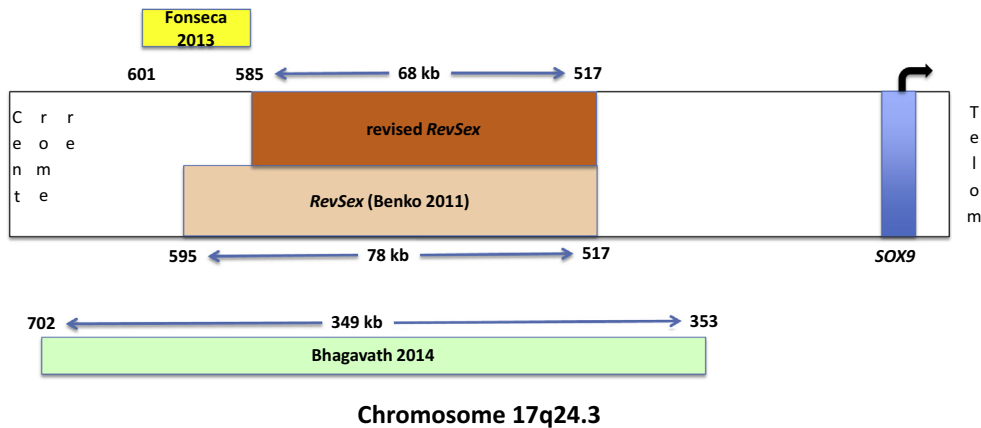 Fonseca
2013
601
585
68 kb
517
C r r
e o e
n m
t e
revised RevSex
RevSex (Benko 2011)
T
e
l
o
m
SOX9
595
78 kb
517
702
349 kb
353
Bhagavath 2014
Chromosome 17q24.3